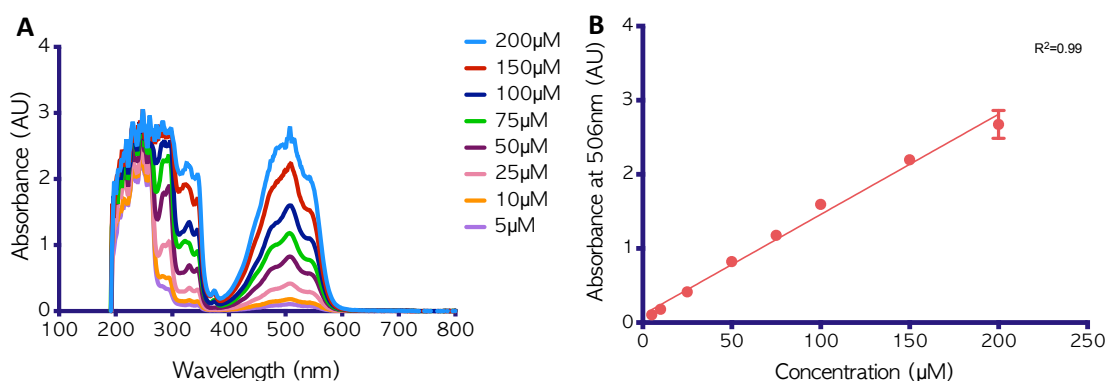 A
Absorbance (AU)
4
3
2
1
0
100 200 300 400 500 600 700 800
Wavelength (nm)
200µM
150µM
100µM
75µM
50µM
25µM
10µM
5µM
B
Absorbance at 506nm (AU)
4
3
2
1
0
0 50 100 150 200 250
Concentration (µM)
R²=0.99